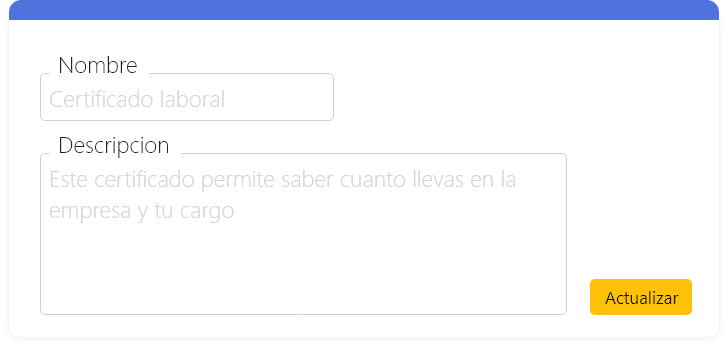 Nombre
Certificado laboral
Descripcion
Este certificado permite saber cuanto llevas en la
empresa y tu cargo
Actualizar